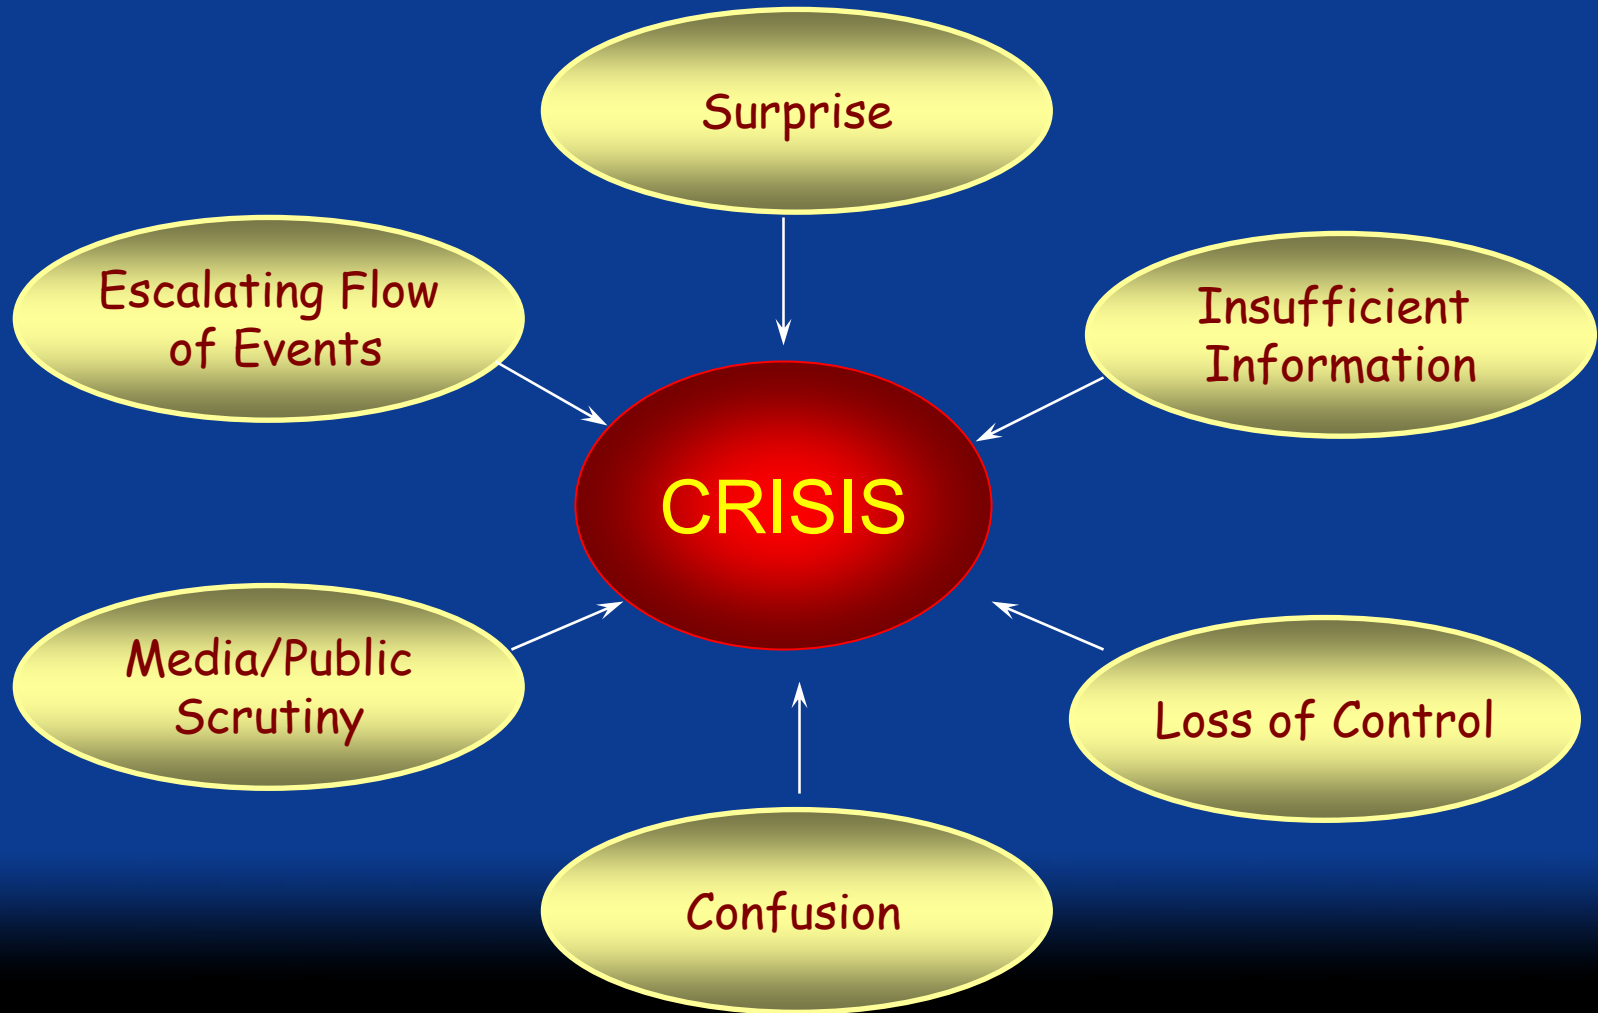 Surprise
Escalating Flow
of Events
Insufficient
Information
CRISIS
Media/Public
Scrutiny
Loss of Control
Confusion